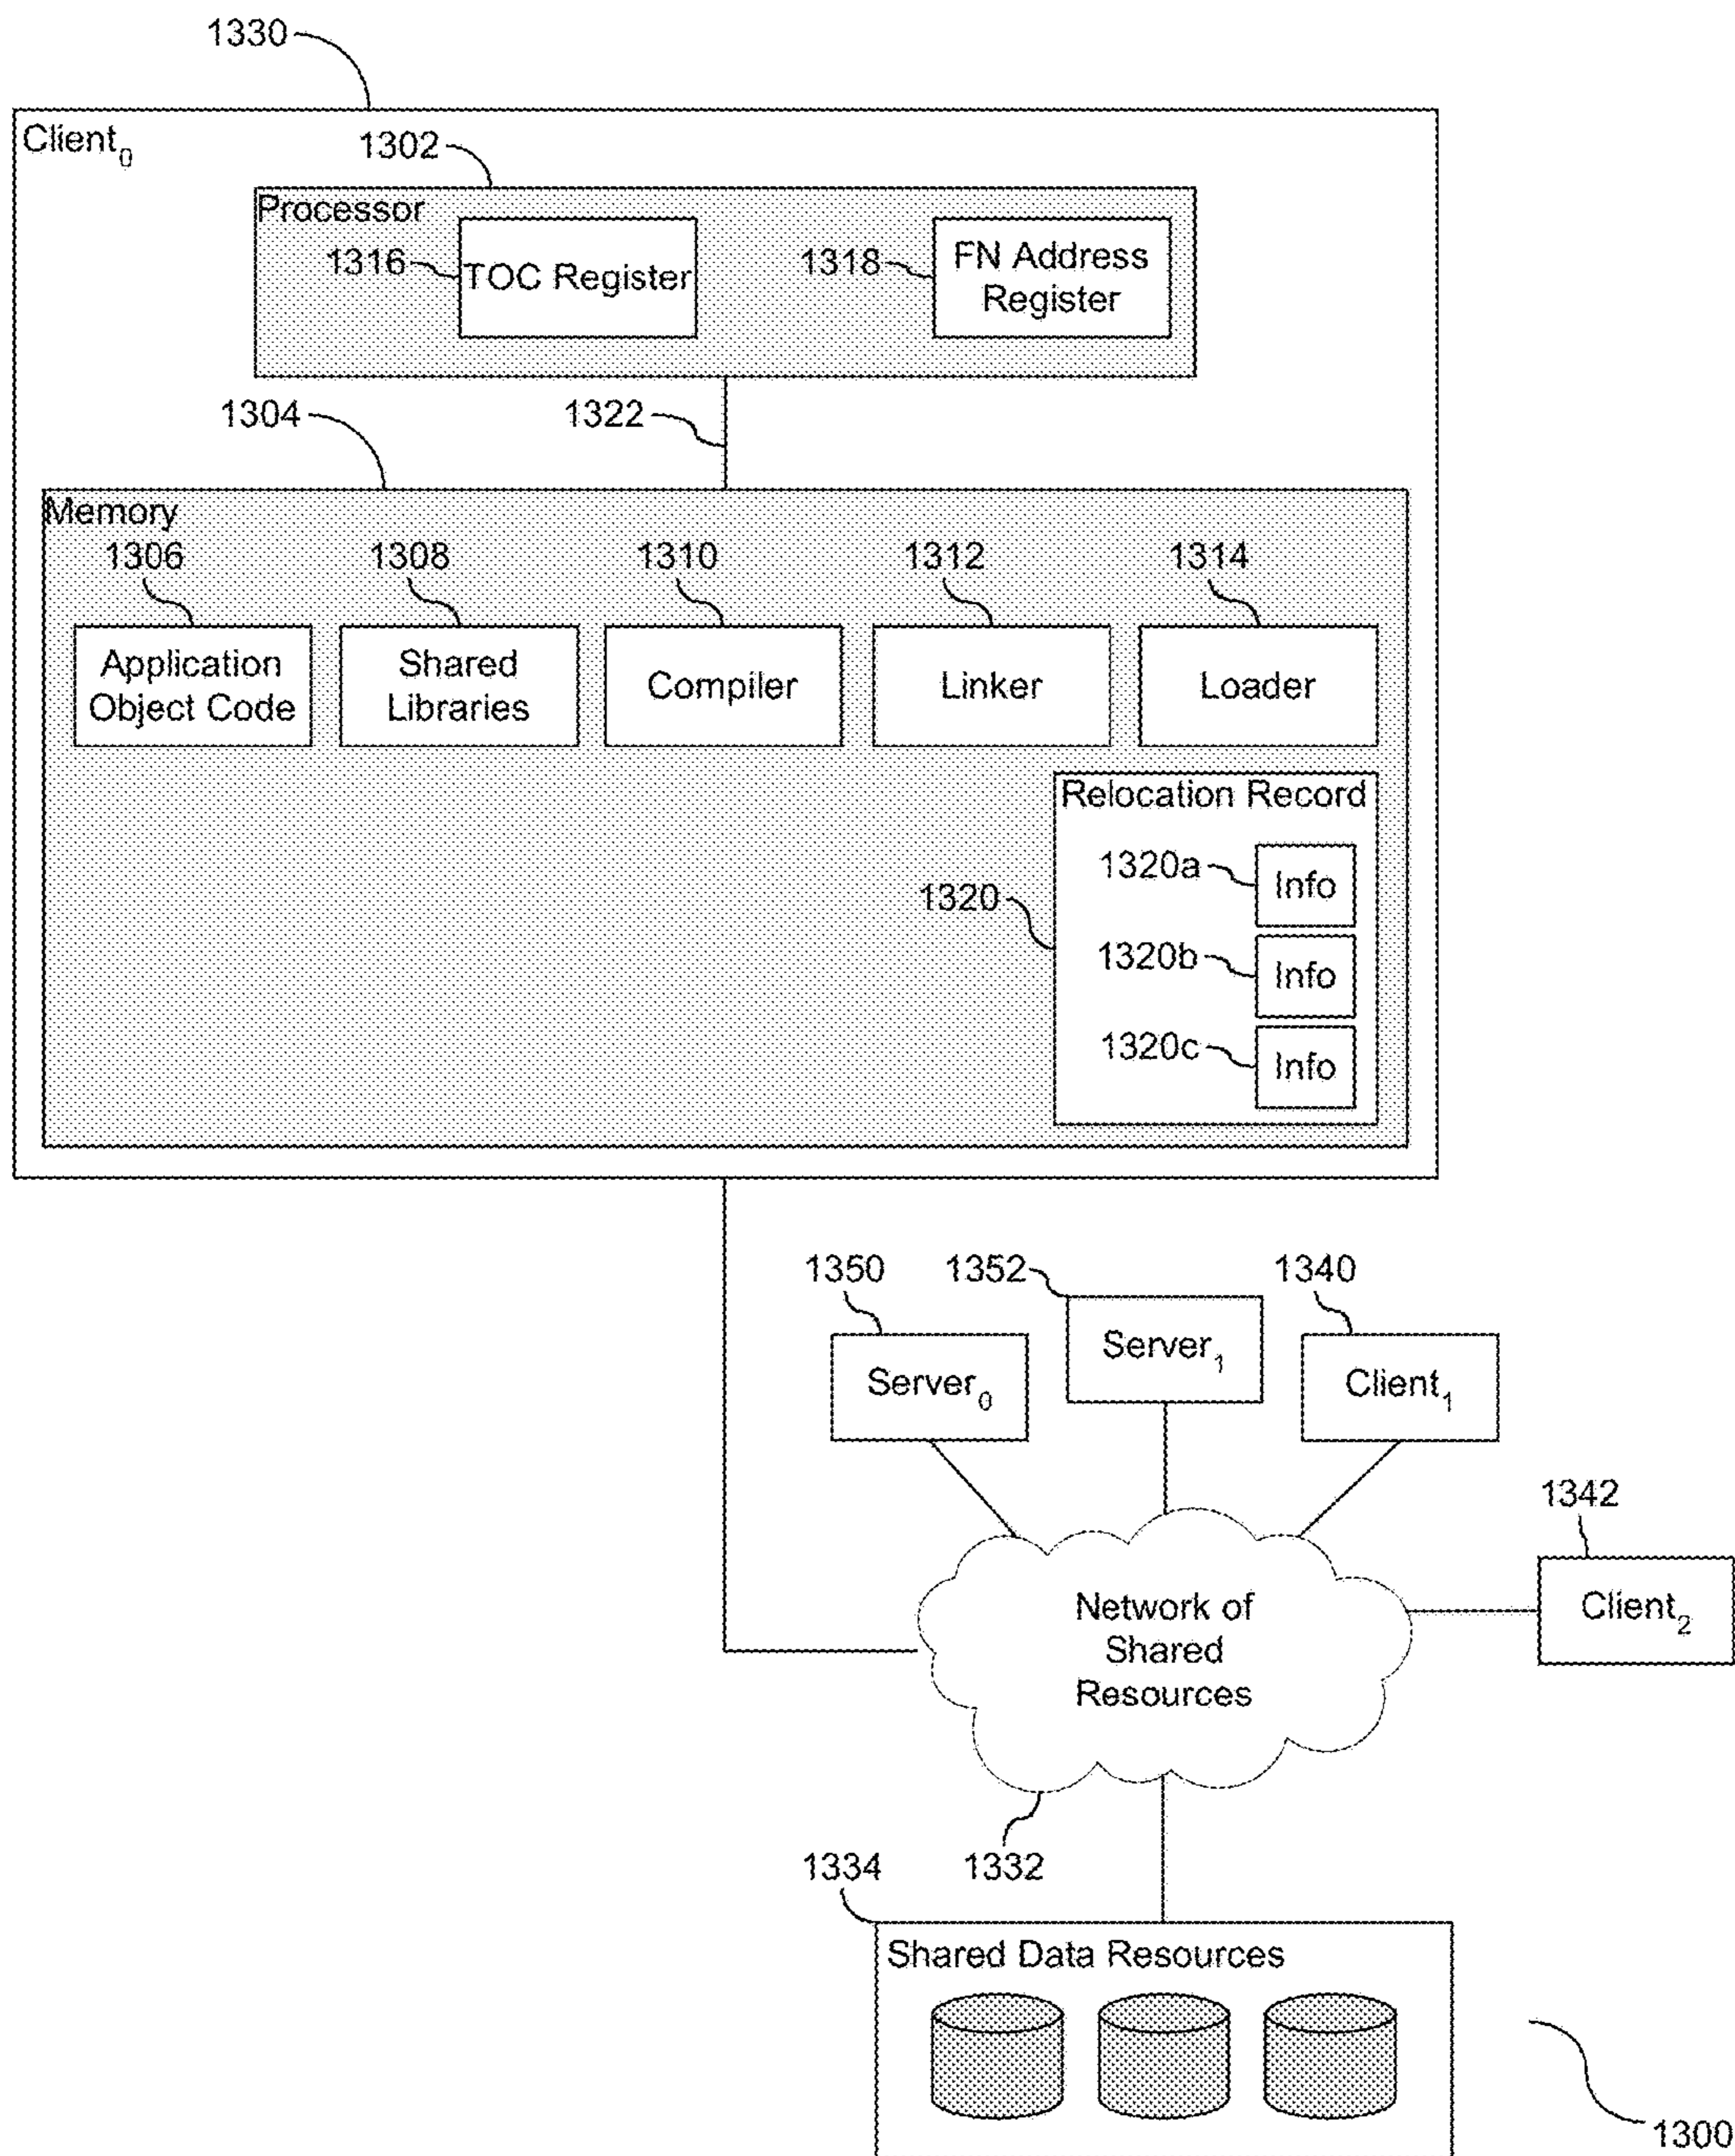 1330
Client0
1302
Processor
1316
TOC Register
1318
FN Address
Register
1304
1322
Memory
1306
1308
1310
1312
1314
Application
Object Code
Shared
Libraries
Compiler
Linker
Loader
Relocation Record
1320
1320a
Info
1320b
Info
1320c
Info
1350
1352
1340
Server0
Server1
Client1
1342
Client2
Network of
Shared
Resources
1332
1334
Shared Data Resources
1300